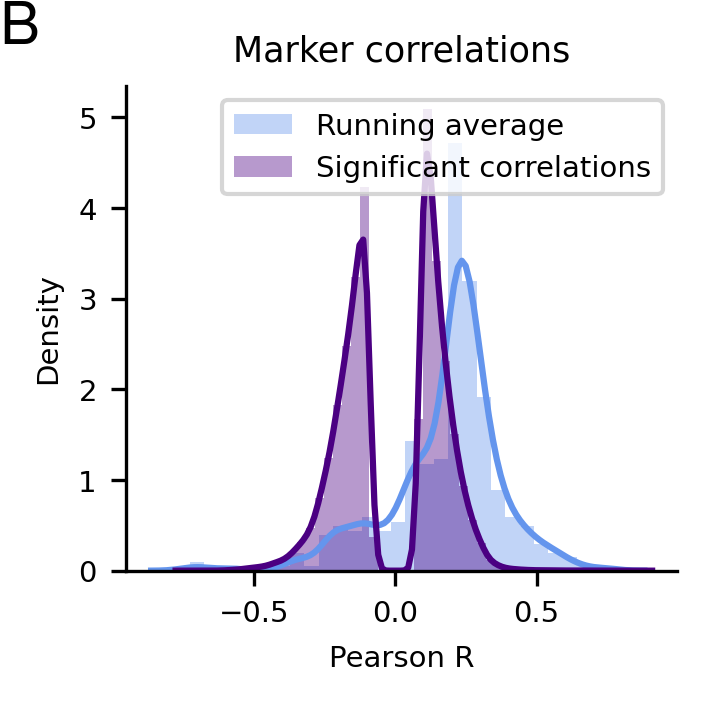 B
Marker correlations
Running average
Significant correlations
5
4
3
2
1
0
Density
−0.5
0.0
0.5
Pearson R